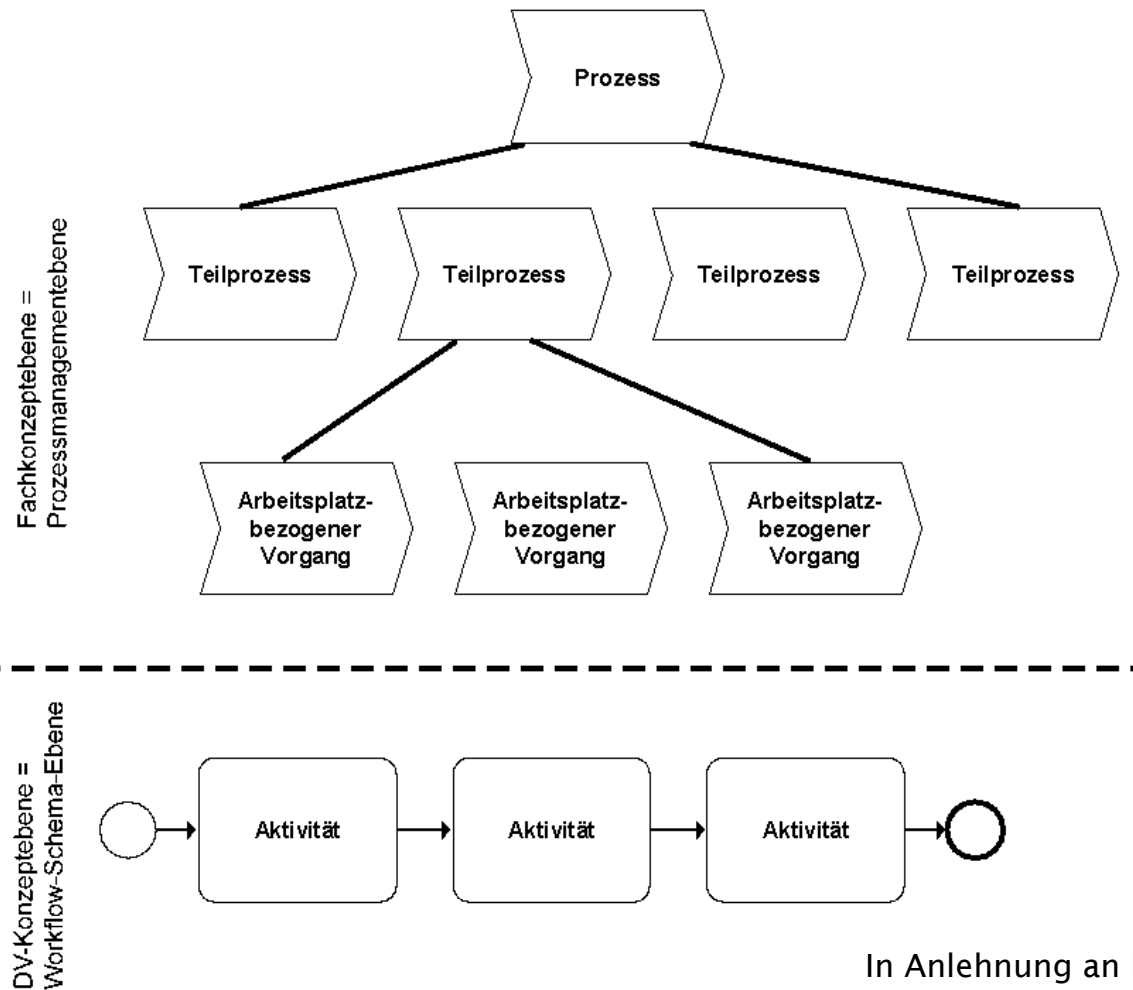 Prozess
Fachkonzeptebene =
Prozessmanagementebene
Teilprozess
Teilprozess
Teilprozess
Teilprozess
Arbeitsplatz-
bezogener
Vorgang
Arbeitsplatz-
bezogener
Vorgang
Arbeitsplatz-
bezogener
Vorgang
DV-Konzeptebene =
Workflow-Schema-Ebene
Aktivität
Aktivität
Aktivität
In Anlehnung an